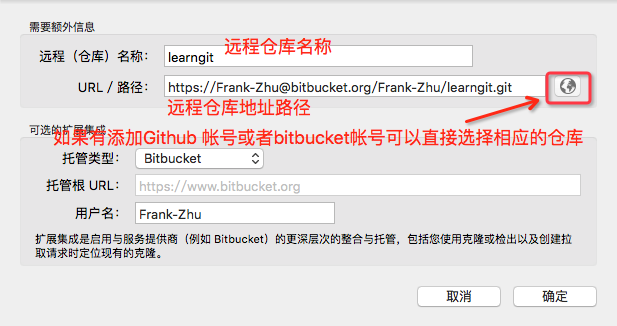 需要额外信息
远程（仓库）名称： learngit
远程仓库名称
URL / 路径： https://Frank-Zhu@bitbucket.org/Frank-Zhu/learngit.git
远程仓库地址路径
可选的扩展集成
如果有添加Github 帐号或者bitbucket帐号可以直接选择相应的仓库
托管类型： Bitbucket
托管根 URL： https://www.bitbucket.org
用户名： Frank-Zhu
扩展集成是启用与服务提供商（例如 Bitbucket）的更深层次的整合与托管，包括您使用克隆或检出以及创建拉
取请求时定位现有的克隆。
取消 确定